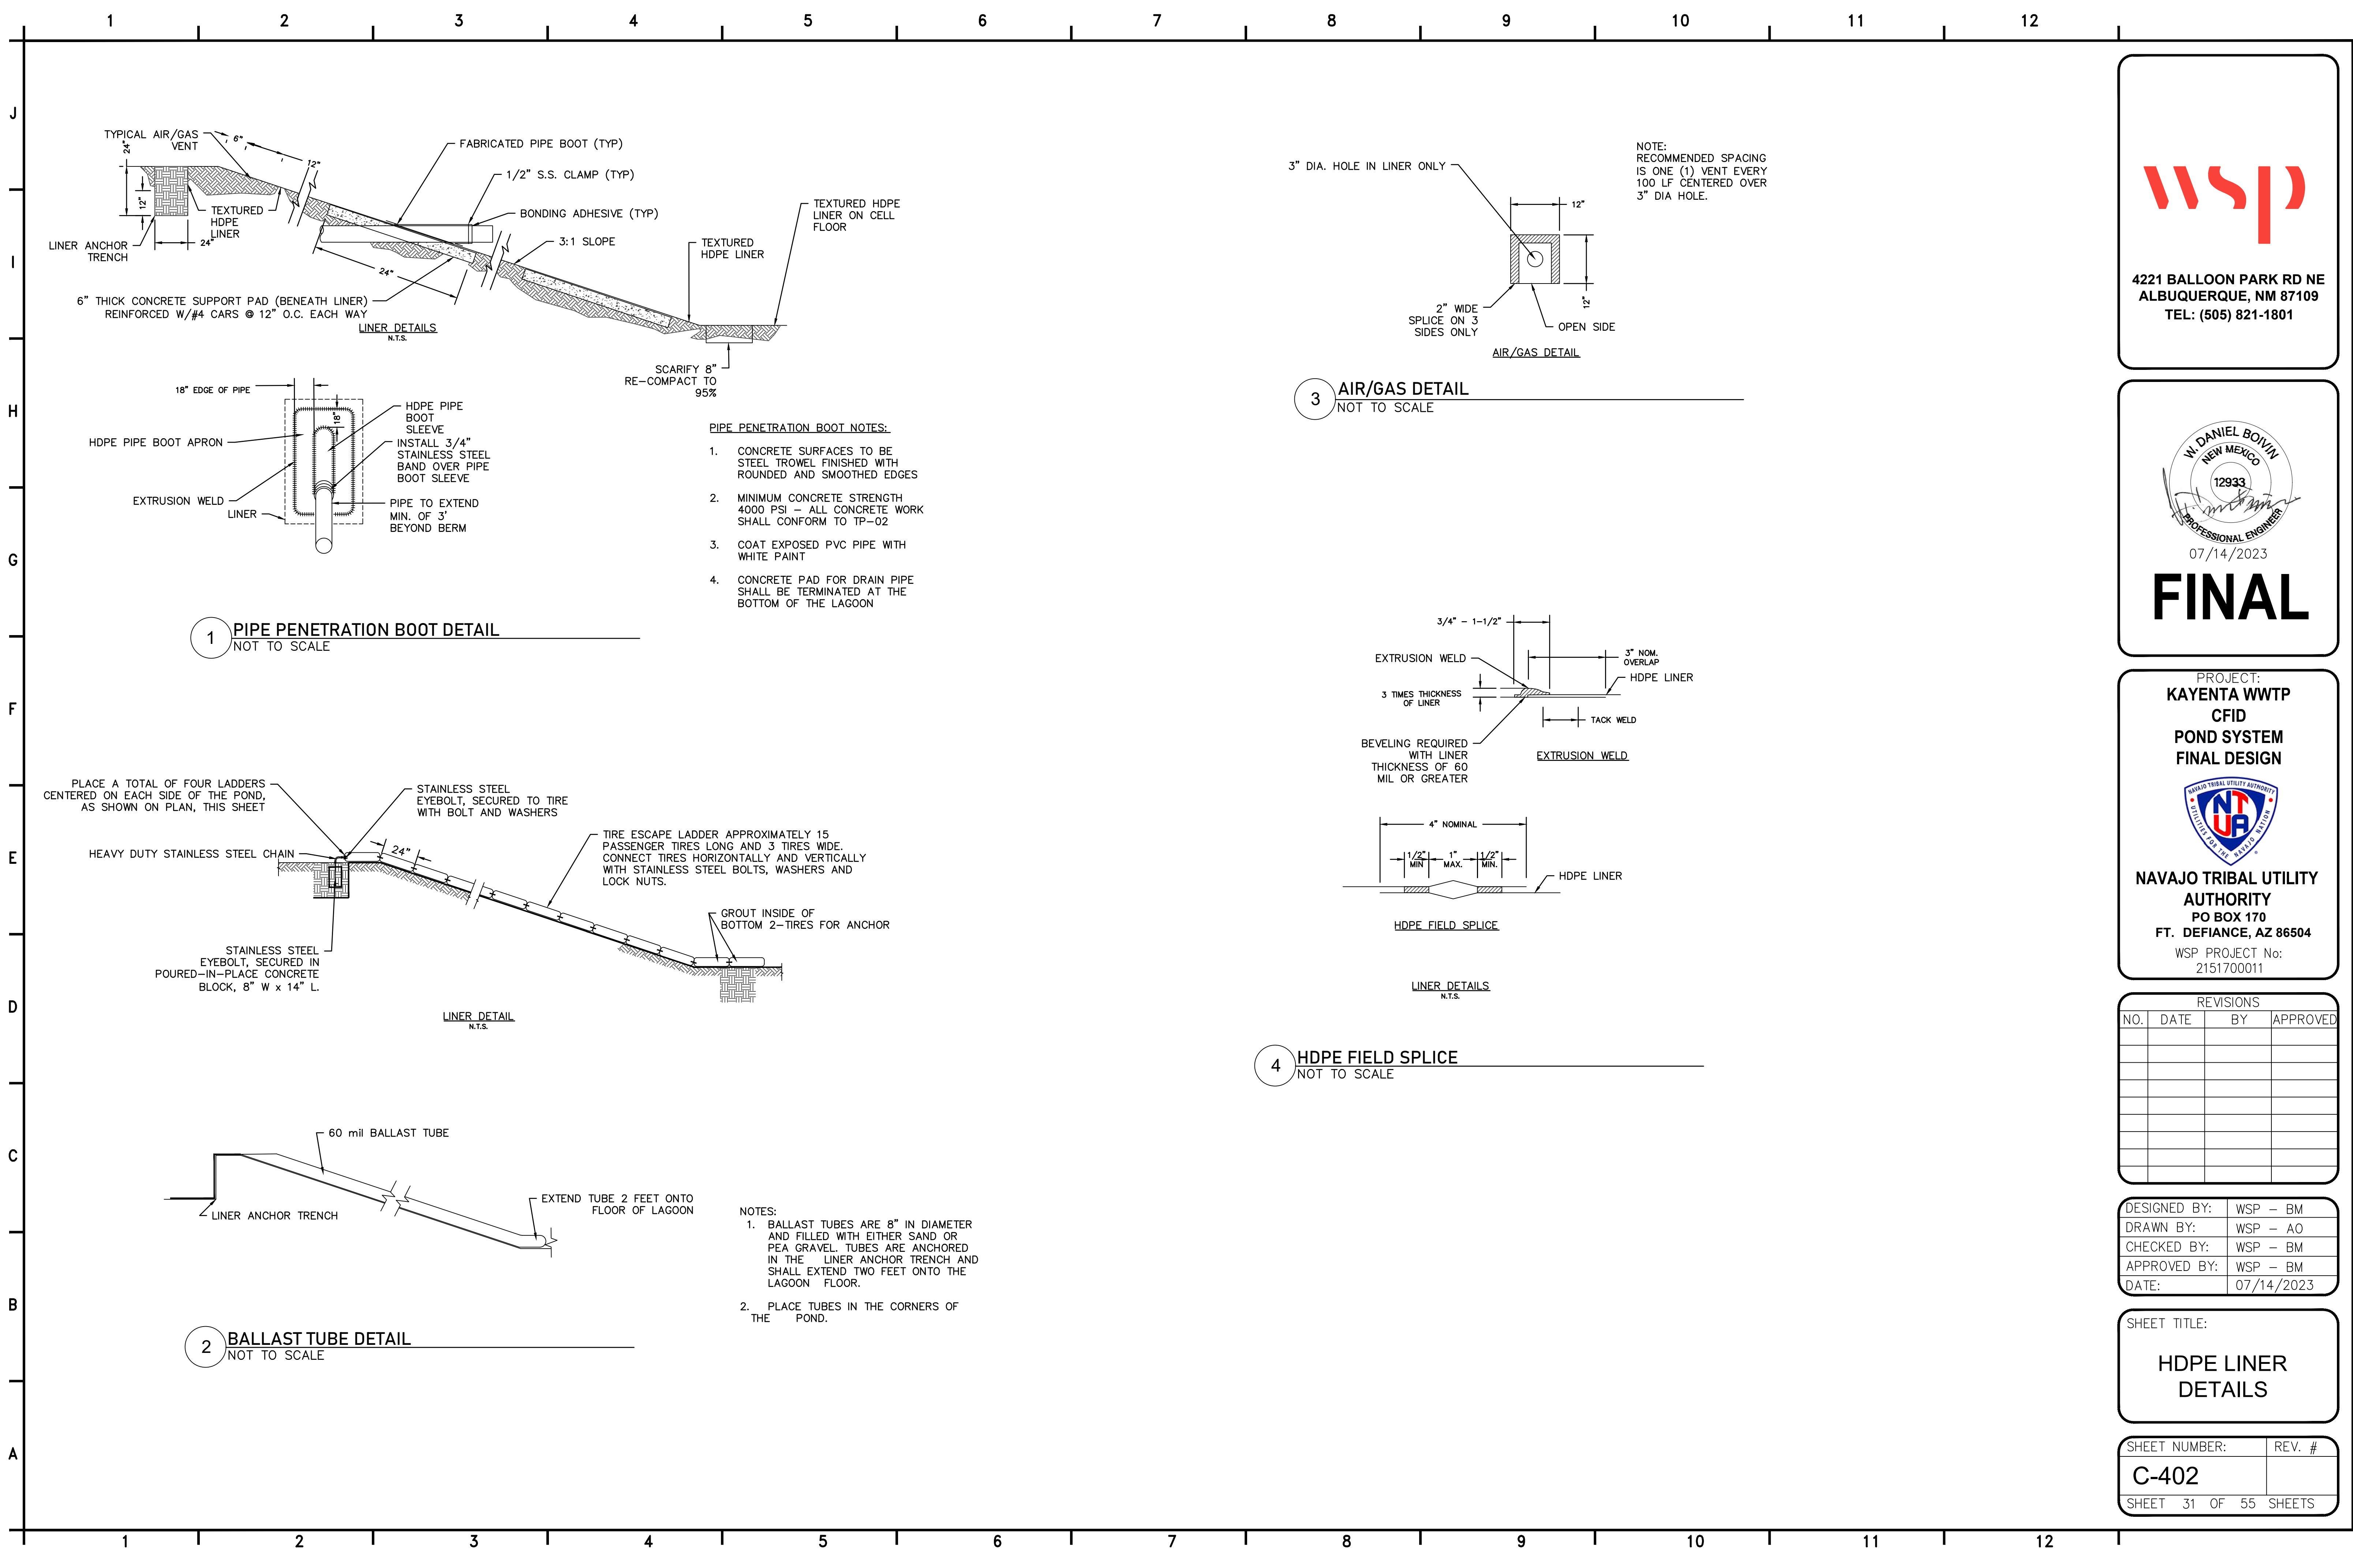 1 2 3 4 5 6 7 8 9 10 11 12
J
I
H
G
F
E
D
C
B
A
TYPICAL AIR/GAS
VENT
24"
6"
12"
12"
TEXTURED
HDPE
LINER
LINER ANCHOR
TRENCH
24"
FABRICATED PIPE BOOT (TYP)
1/2" S.S. CLAMP (TYP)
BONDING ADHESIVE (TYP)
3:1 SLOPE
24"
TEXTURED
HDPE LINER
TEXTURED HDPE
LINER ON CELL
FLOOR
6" THICK CONCRETE SUPPORT PAD (BENEATH LINER)
REINFORCED W/#4 CARS @ 12" O.C. EACH WAY
LINER DETAILS
N.T.S.
SCARIFY 8"
RE-COMPACT TO
95%
18" EDGE OF PIPE
18"
HDPE PIPE
BOOT
SLEEVE
HDPE PIPE BOOT APRON
INSTALL 3/4"
STAINLESS STEEL
BAND OVER PIPE
BOOT SLEEVE
EXTRUSION WELD
LINER
PIPE TO EXTEND
MIN. OF 3'
BEYOND BERM
PIPE PENETRATION BOOT NOTES:
1. CONCRETE SURFACES TO BE
STEEL TROWEL FINISHED WITH
ROUNDED AND SMOOTHED EDGES
2. MINIMUM CONCRETE STRENGTH
4000 PSI - ALL CONCRETE WORK
SHALL CONFORM TO TP-02
3. COAT EXPOSED PVC PIPE WITH
WHITE PAINT
4. CONCRETE PAD FOR DRAIN PIPE
SHALL BE TERMINATED AT THE
BOTTOM OF THE LAGOON
1 PIPE PENETRATION BOOT DETAIL
NOT TO SCALE
PLACE A TOTAL OF FOUR LADDERS
CENTERED ON EACH SIDE OF THE POND,
AS SHOWN ON PLAN, THIS SHEET
STAINLESS STEEL
EYEBOLT, SECURED TO TIRE
WITH BOLT AND WASHERS
HEAVY DUTY STAINLESS STEEL CHAIN
24"
TIRE ESCAPE LADDER APPROXIMATELY 15
PASSENGER TIRES LONG AND 3 TIRES WIDE.
CONNECT TIRES HORIZONTALLY AND VERTICALLY
WITH STAINLESS STEEL BOLTS, WASHERS AND
LOCK NUTS.
GROUT INSIDE OF
BOTTOM 2-TIRES FOR ANCHOR
STAINLESS STEEL
EYEBOLT, SECURED IN
POURED-IN-PLACE CONCRETE
BLOCK, 8" W x 14" L.
LINER DETAIL
N.T.S.
60 mil BALLAST TUBE
EXTEND TUBE 2 FEET ONTO
FLOOR OF LAGOON
LINER ANCHOR TRENCH
NOTES:
1. BALLAST TUBES ARE 8" IN DIAMETER
AND FILLED WITH EITHER SAND OR
PEA GRAVEL. TUBES ARE ANCHORED
IN THE LINER ANCHOR TRENCH AND
SHALL EXTEND TWO FEET ONTO THE
LAGOON FLOOR.
2. PLACE TUBES IN THE CORNERS OF
THE POND.
2 BALLAST TUBE DETAIL
NOT TO SCALE
3" DIA. HOLE IN LINER ONLY
NOTE:
RECOMMENDED SPACING
IS ONE (1) VENT EVERY
100 LF CENTERED OVER
3" DIA HOLE.
12"
12"
2" WIDE
SPLICE ON 3
SIDES ONLY
OPEN SIDE
AIR/GAS DETAIL
3 AIR/GAS DETAIL
NOT TO SCALE
3/4" - 1-1/2"
EXTRUSION WELD
3" NOM.
OVERLAP
HDPE LINER
3 TIMES THICKNESS
OF LINER
TACK WELD
BEVELING REQUIRED
WITH LINER
THICKNESS OF 60
MIL OR GREATER
EXTRUSION WELD
4" NOMINAL
1/2" 1" 1/2"
MIN MAX. MIN.
HDPE LINER
HDPE FIELD SPLICE
LINER DETAILS
N.T.S.
4 HDPE FIELD SPLICE
NOT TO SCALE
wsp
4221 BALLOON PARK RD NE
ALBUQUERQUE, NM 87109
TEL: (505) 821-1801
W. DANIEL BOIVIN
NEW MEXICO
12933
PROFESSIONAL ENGINEER
07/14/2023
FINAL
PROJECT:
KAYENTA WWTP
CFID
POND SYSTEM
FINAL DESIGN
NAVAJO TRIBAL UTILITY AUTHORITY
NT
UA
UTILITIES FOR THE NAVAJO NATION
NAVAJO TRIBAL UTILITY
AUTHORITY
PO BOX 170
FT. DEFIANCE, AZ 86504
WSP PROJECT No:
2151700011
REVISIONS
NO. DATE BY APPROVED
DESIGNED BY: WSP - BM
DRAWN BY: WSP - AO
CHECKED BY: WSP - BM
APPROVED BY: WSP - BM
DATE: 07/14/2023
SHEET TITLE:
HDPE LINER
DETAILS
SHEET NUMBER: REV. #
C-402
SHEET 31 OF 55 SHEETS
1 2 3 4 5 6 7 8 9 10 11 12